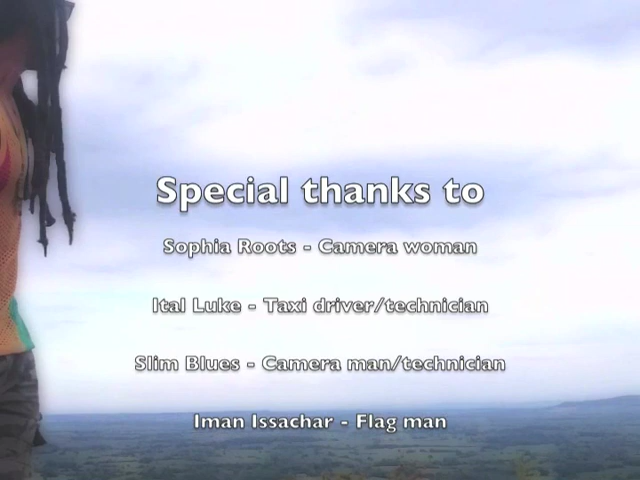 Special thanks to
Sophia Roots - Camera woman
Ital Luke - Taxi driver/technician
Slim Blues - Camera man/technician
Iman Issachar - Flag man